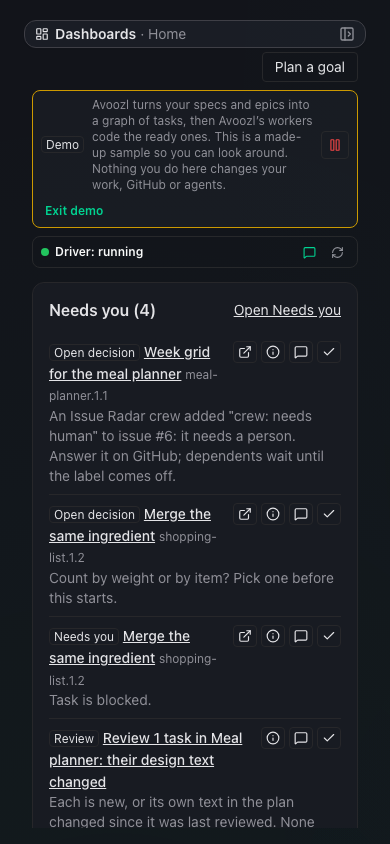 Dashboards · Home
Plan a goal
Demo
Avoozl turns your specs and epics into
a graph of tasks, then Avoozl's workers
code the ready ones. This is a made-
up sample so you can look around.
Nothing you do here changes your
work, GitHub or agents.
Exit demo
Driver: running
Needs you (4)
Open Needs you
Open decision Week grid
for the meal planner meal-
planner.1.1
An Issue Radar crew added "crew: needs
human" to issue #6: it needs a person.
Answer it on GitHub; dependents wait until
the label comes off.
Open decision Merge the
same ingredient shopping-
list.1.2
Count by weight or by item? Pick one before
this starts.
Needs you Merge the
same ingredient shopping-
list.1.2
Task is blocked.
Review Review 1 task in Meal
planner: their design text
changed
Each is new, or its own text in the plan
changed since it was last reviewed. None